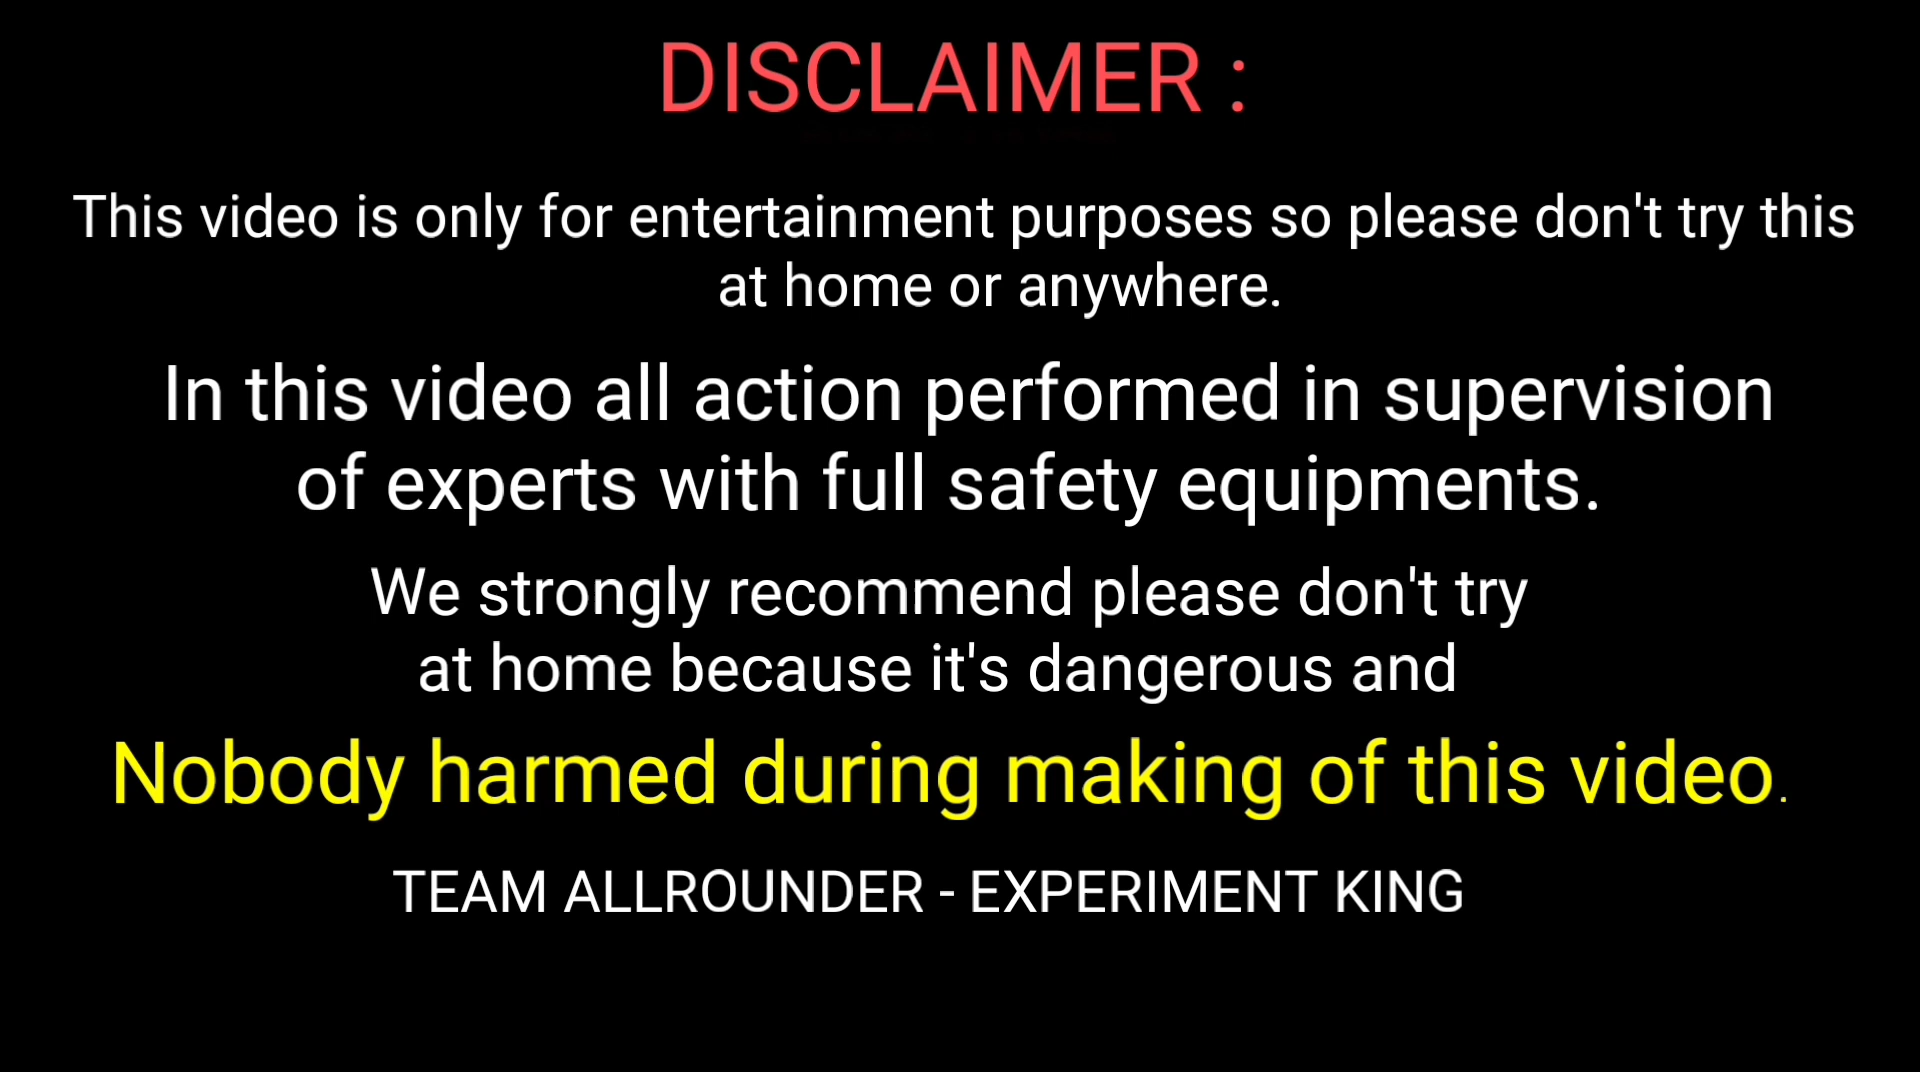 DISCLAIMER :
This video is only for entertainment purposes so please don't try this
at home or anywhere.
In this video all action performed in supervision
of experts with full safety equipments.
We strongly recommend please don't try
at home because it's dangerous and
Nobody harmed during making of this video.
TEAM ALLROUNDER - EXPERIMENT KING